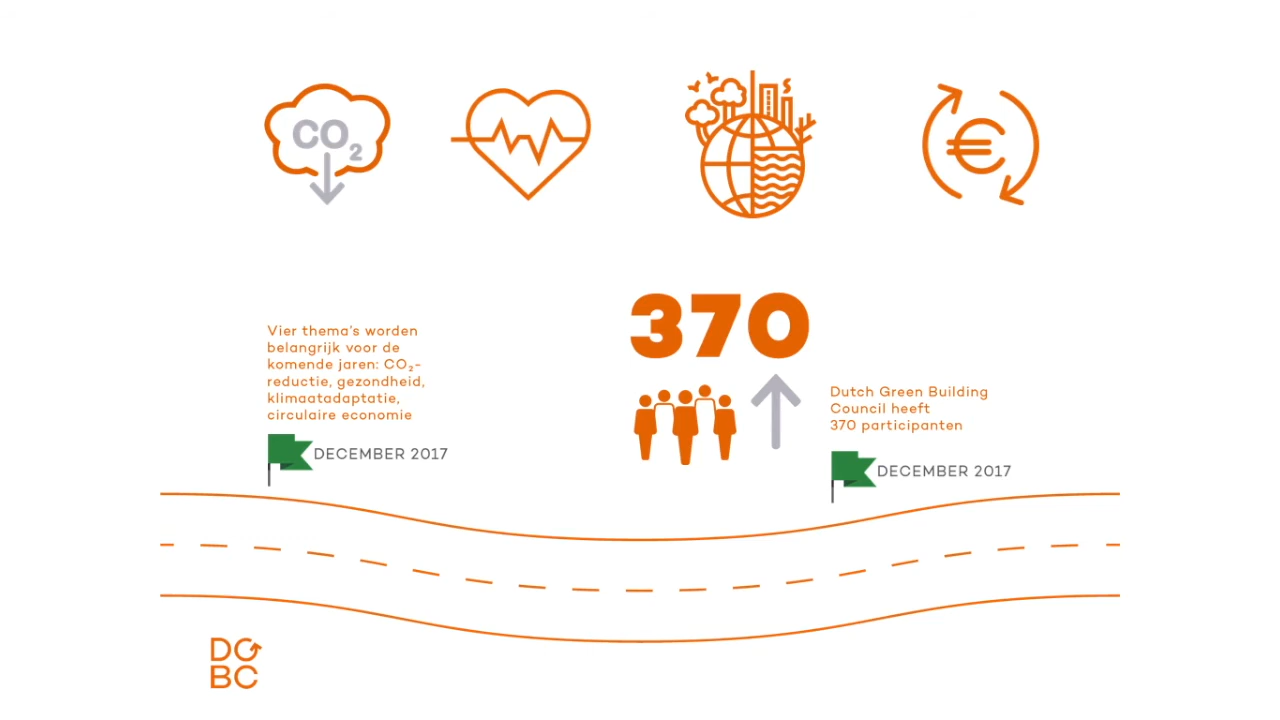 CO₂
€
370
Vier thema's worden
belangrijk voor de
komende jaren: CO₂-
reductie, gezondheid,
klimaatadaptatie,
circulaire economie
DECEMBER 2017
Dutch Green Building
Council heeft
370 participanten
DECEMBER 2017
DG
BC